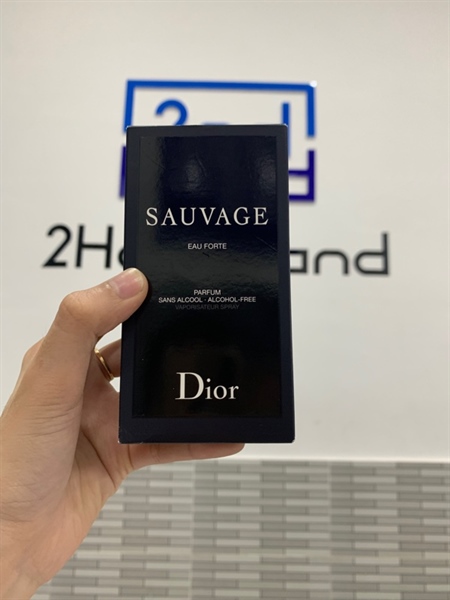 SAUVAGE
EAU FORTE
PARFUM
SANS ALCOOL - ALCOHOL-FREE
VAPORISATEUR SPRAY
Dior